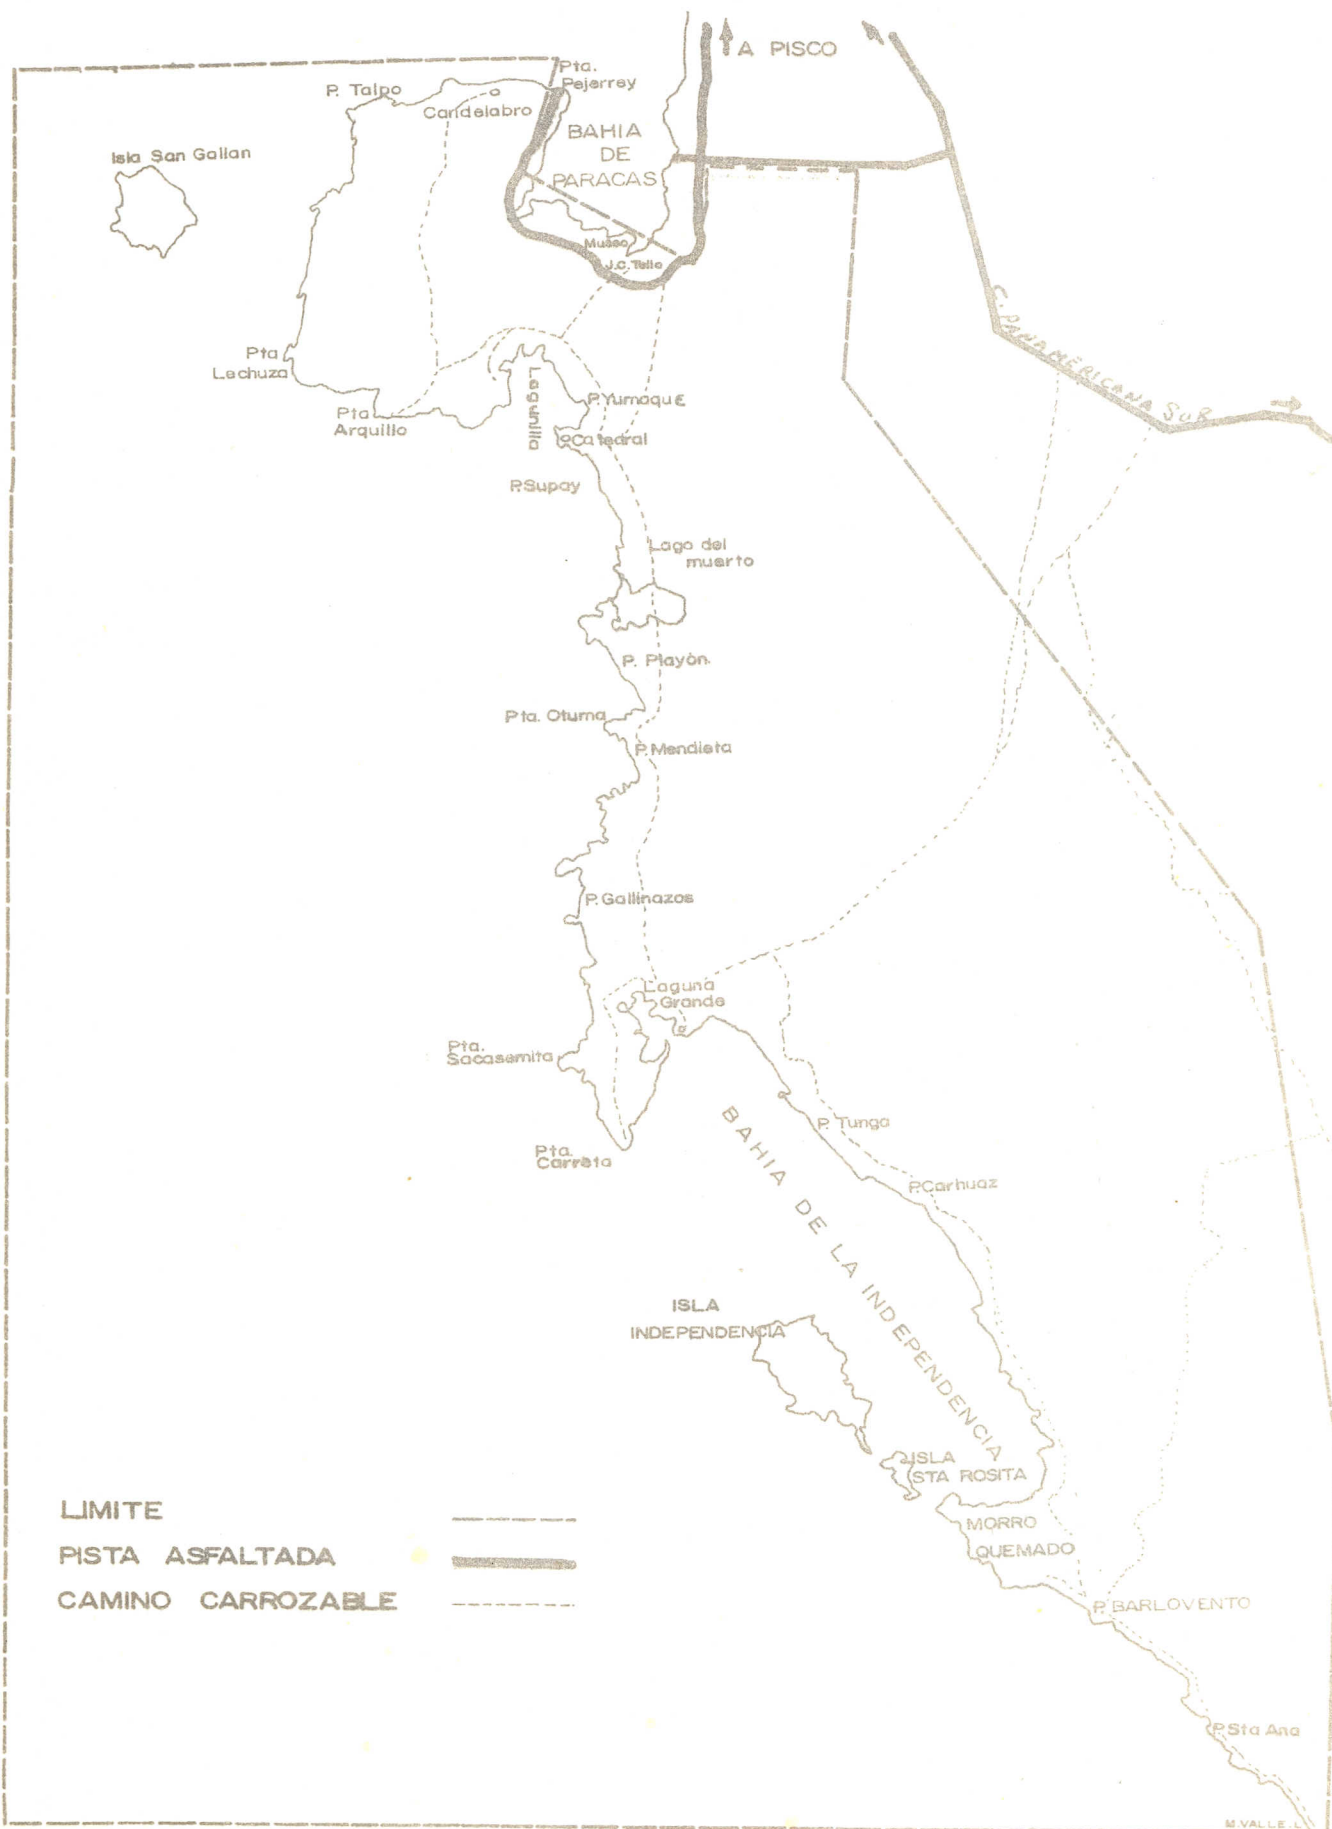 A PISCO
Pta.
Pejerrey
P. Talpo
Candelabro
BAHIA
DE
PARACAS
Isla San Gallan
Museo
J.C. Tello
C. PANAMERICANA SUR
Pta
Lechuza
Pta
Arquillo
Lagunilla
P. Yumaque
Catedral
P. Supay
Lago del
muerto
P. Playòn.
Pta. Oturna
P. Mendieta
P. Gallinazos
Laguna
Grande
Pta.
Sacasemita
Pta.
Carreta
P. Tunga
P. Carhuaz
BAHIA DE LA INDEPENDENCIA
ISLA
INDEPENDENCIA
ISLA
STA ROSITA
MORRO
QUEMADO
P. BARLOVENTO
P. Sta Ana
LIMITE
PISTA ASFALTADA
CAMINO CARROZABLE
M. VALLE. L